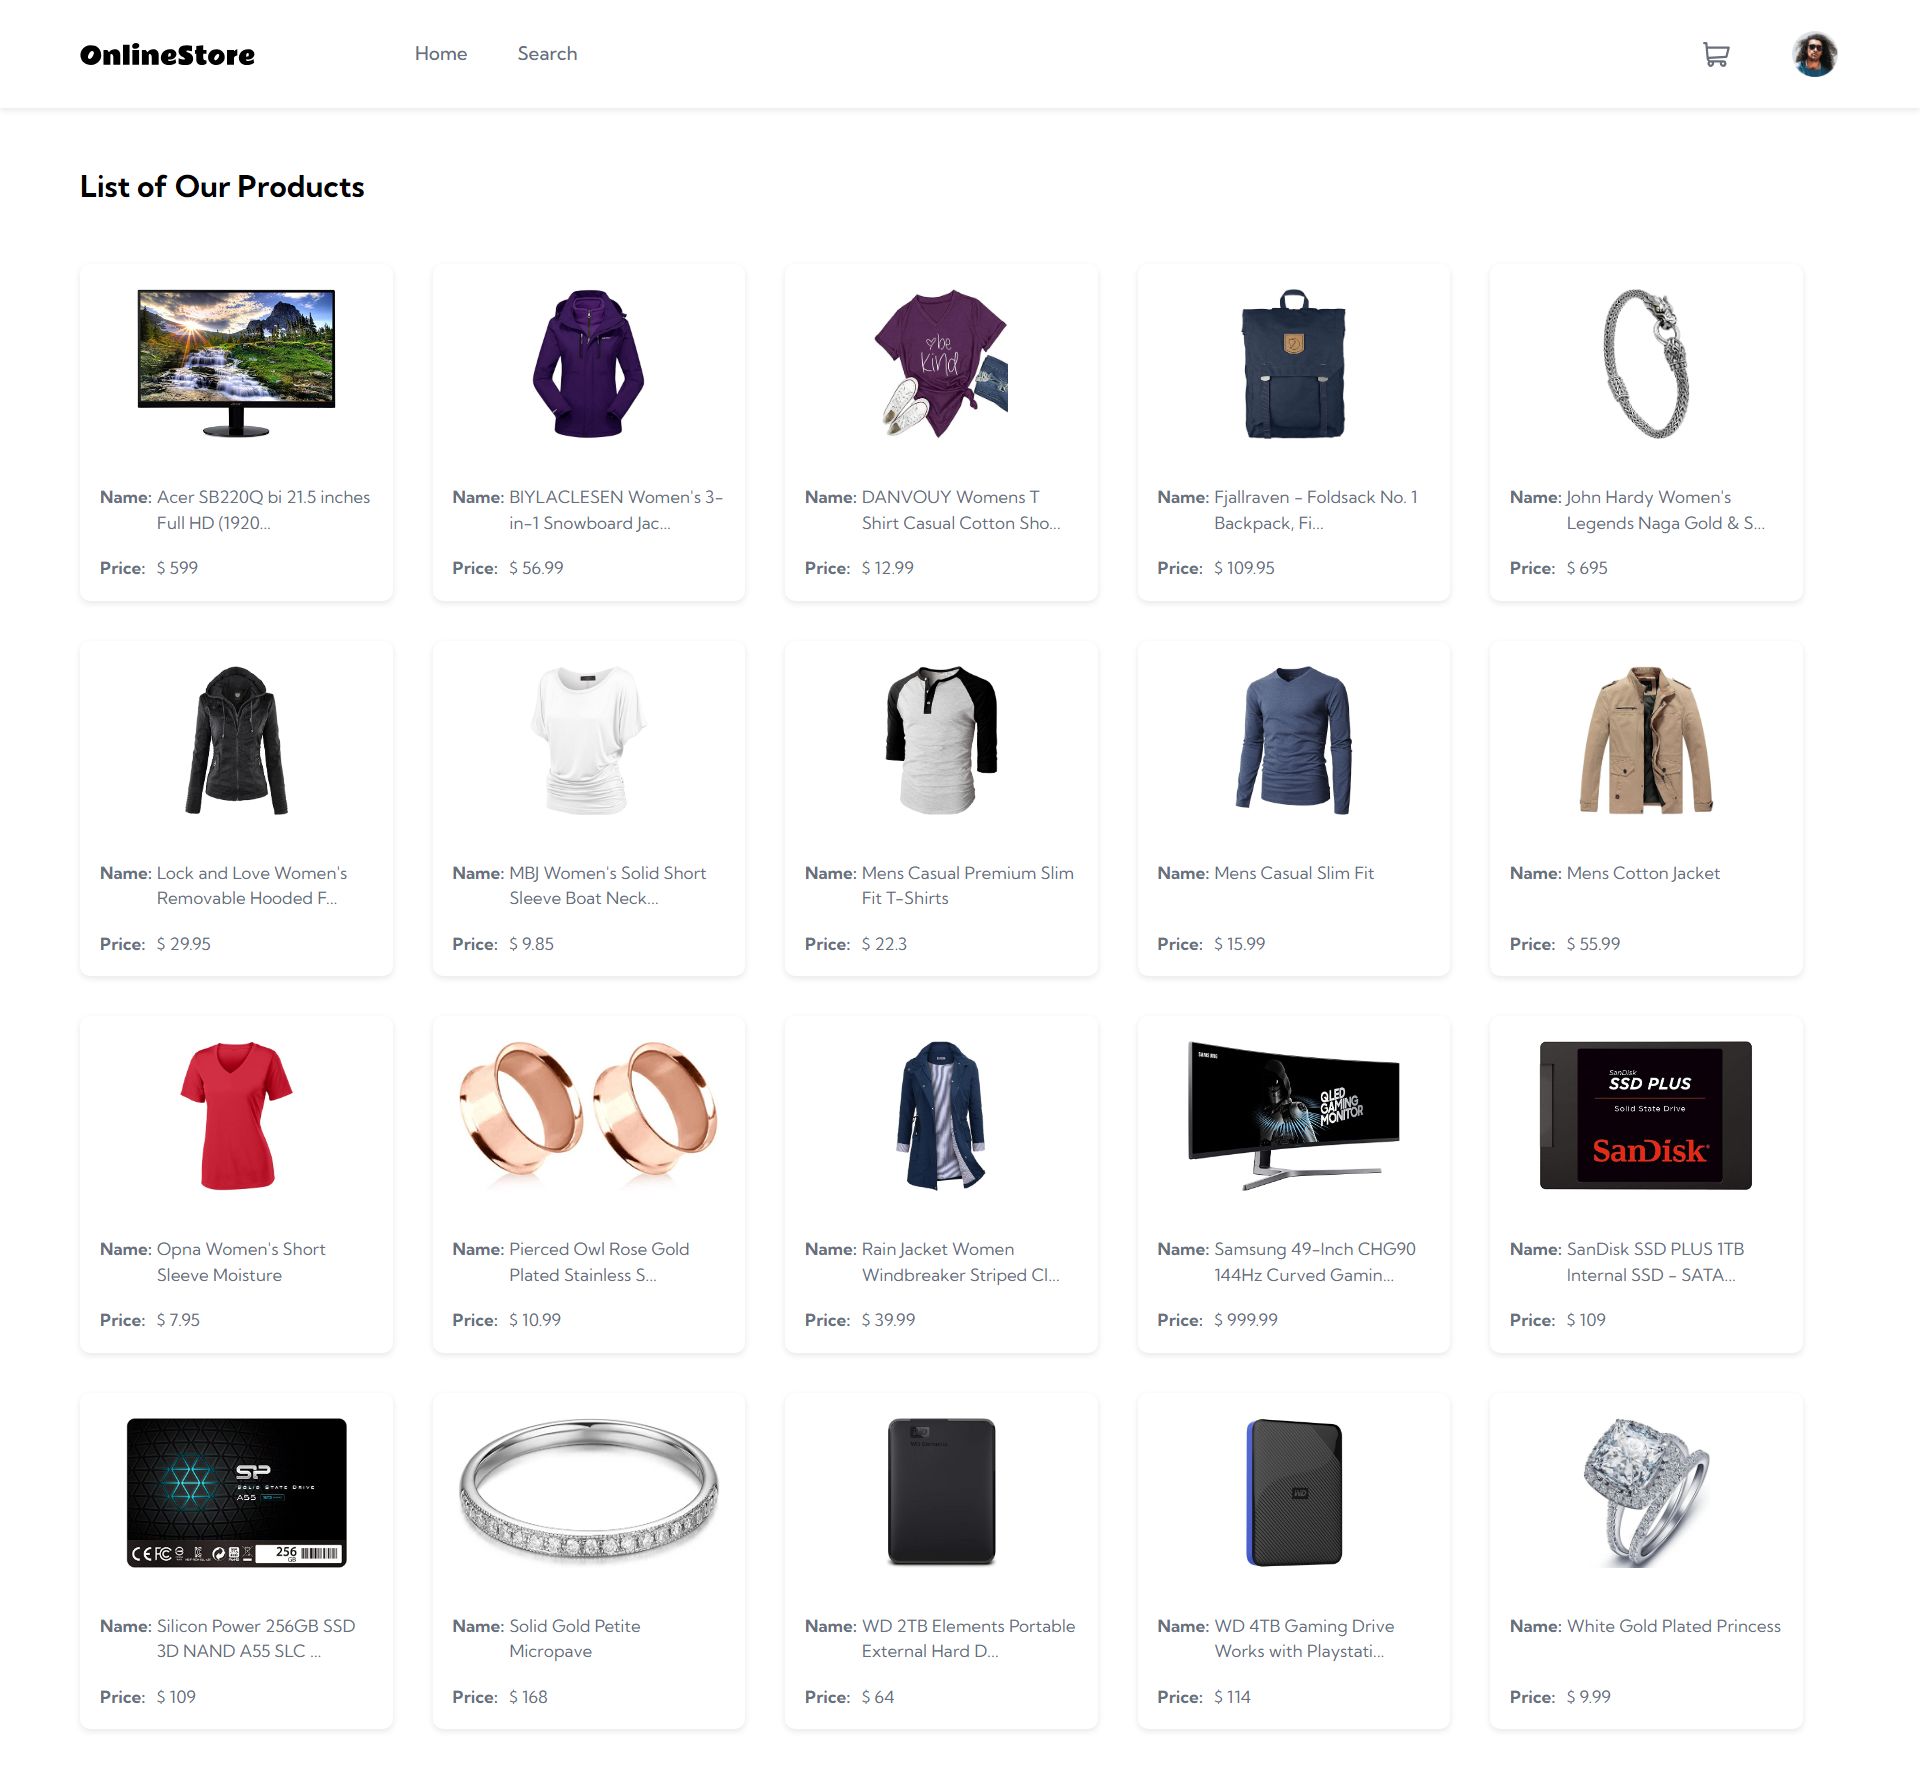 OnlineStore
Home
Search
List of Our Products
be
kind
Name: Acer SB220Q bi 21.5 inches
Full HD (1920...
Price: $ 599
Name: BIYLACLESEN Women's 3-
in-1 Snowboard Jac...
Price: $ 56.99
Name: DANVOUY Womens T
Shirt Casual Cotton Sho...
Price: $ 12.99
Name: Fjallraven - Foldsack No. 1
Backpack, Fi...
Price: $ 109.95
Name: John Hardy Women's
Legends Naga Gold & S...
Price: $ 695
Name: Lock and Love Women's
Removable Hooded F...
Price: $ 29.95
Name: MBJ Women's Solid Short
Sleeve Boat Neck...
Price: $ 9.85
Name: Mens Casual Premium Slim
Fit T-Shirts
Price: $ 22.3
Name: Mens Casual Slim Fit
Price: $ 15.99
Name: Mens Cotton Jacket
Price: $ 55.99
SAMSUNG
QLED
GAMING
MONITOR
SanDisk
SSD PLUS
Solid State Drive
SanDisk
Name: Opna Women's Short
Sleeve Moisture
Price: $ 7.95
Name: Pierced Owl Rose Gold
Plated Stainless S...
Price: $ 10.99
Name: Rain Jacket Women
Windbreaker Striped Cl...
Price: $ 39.99
Name: Samsung 49-Inch CHG90
144Hz Curved Gamin...
Price: $ 999.99
Name: SanDisk SSD PLUS 1TB
Internal SSD - SATA...
Price: $ 109
SP
SOLID STATE DRIVE
A55
256
GB
WD
WD Elements
WD
Name: Silicon Power 256GB SSD
3D NAND A55 SLC ...
Price: $ 109
Name: Solid Gold Petite
Micropave
Price: $ 168
Name: WD 2TB Elements Portable
External Hard D...
Price: $ 64
Name: WD 4TB Gaming Drive
Works with Playstati...
Price: $ 114
Name: White Gold Plated Princess
Price: $ 9.99